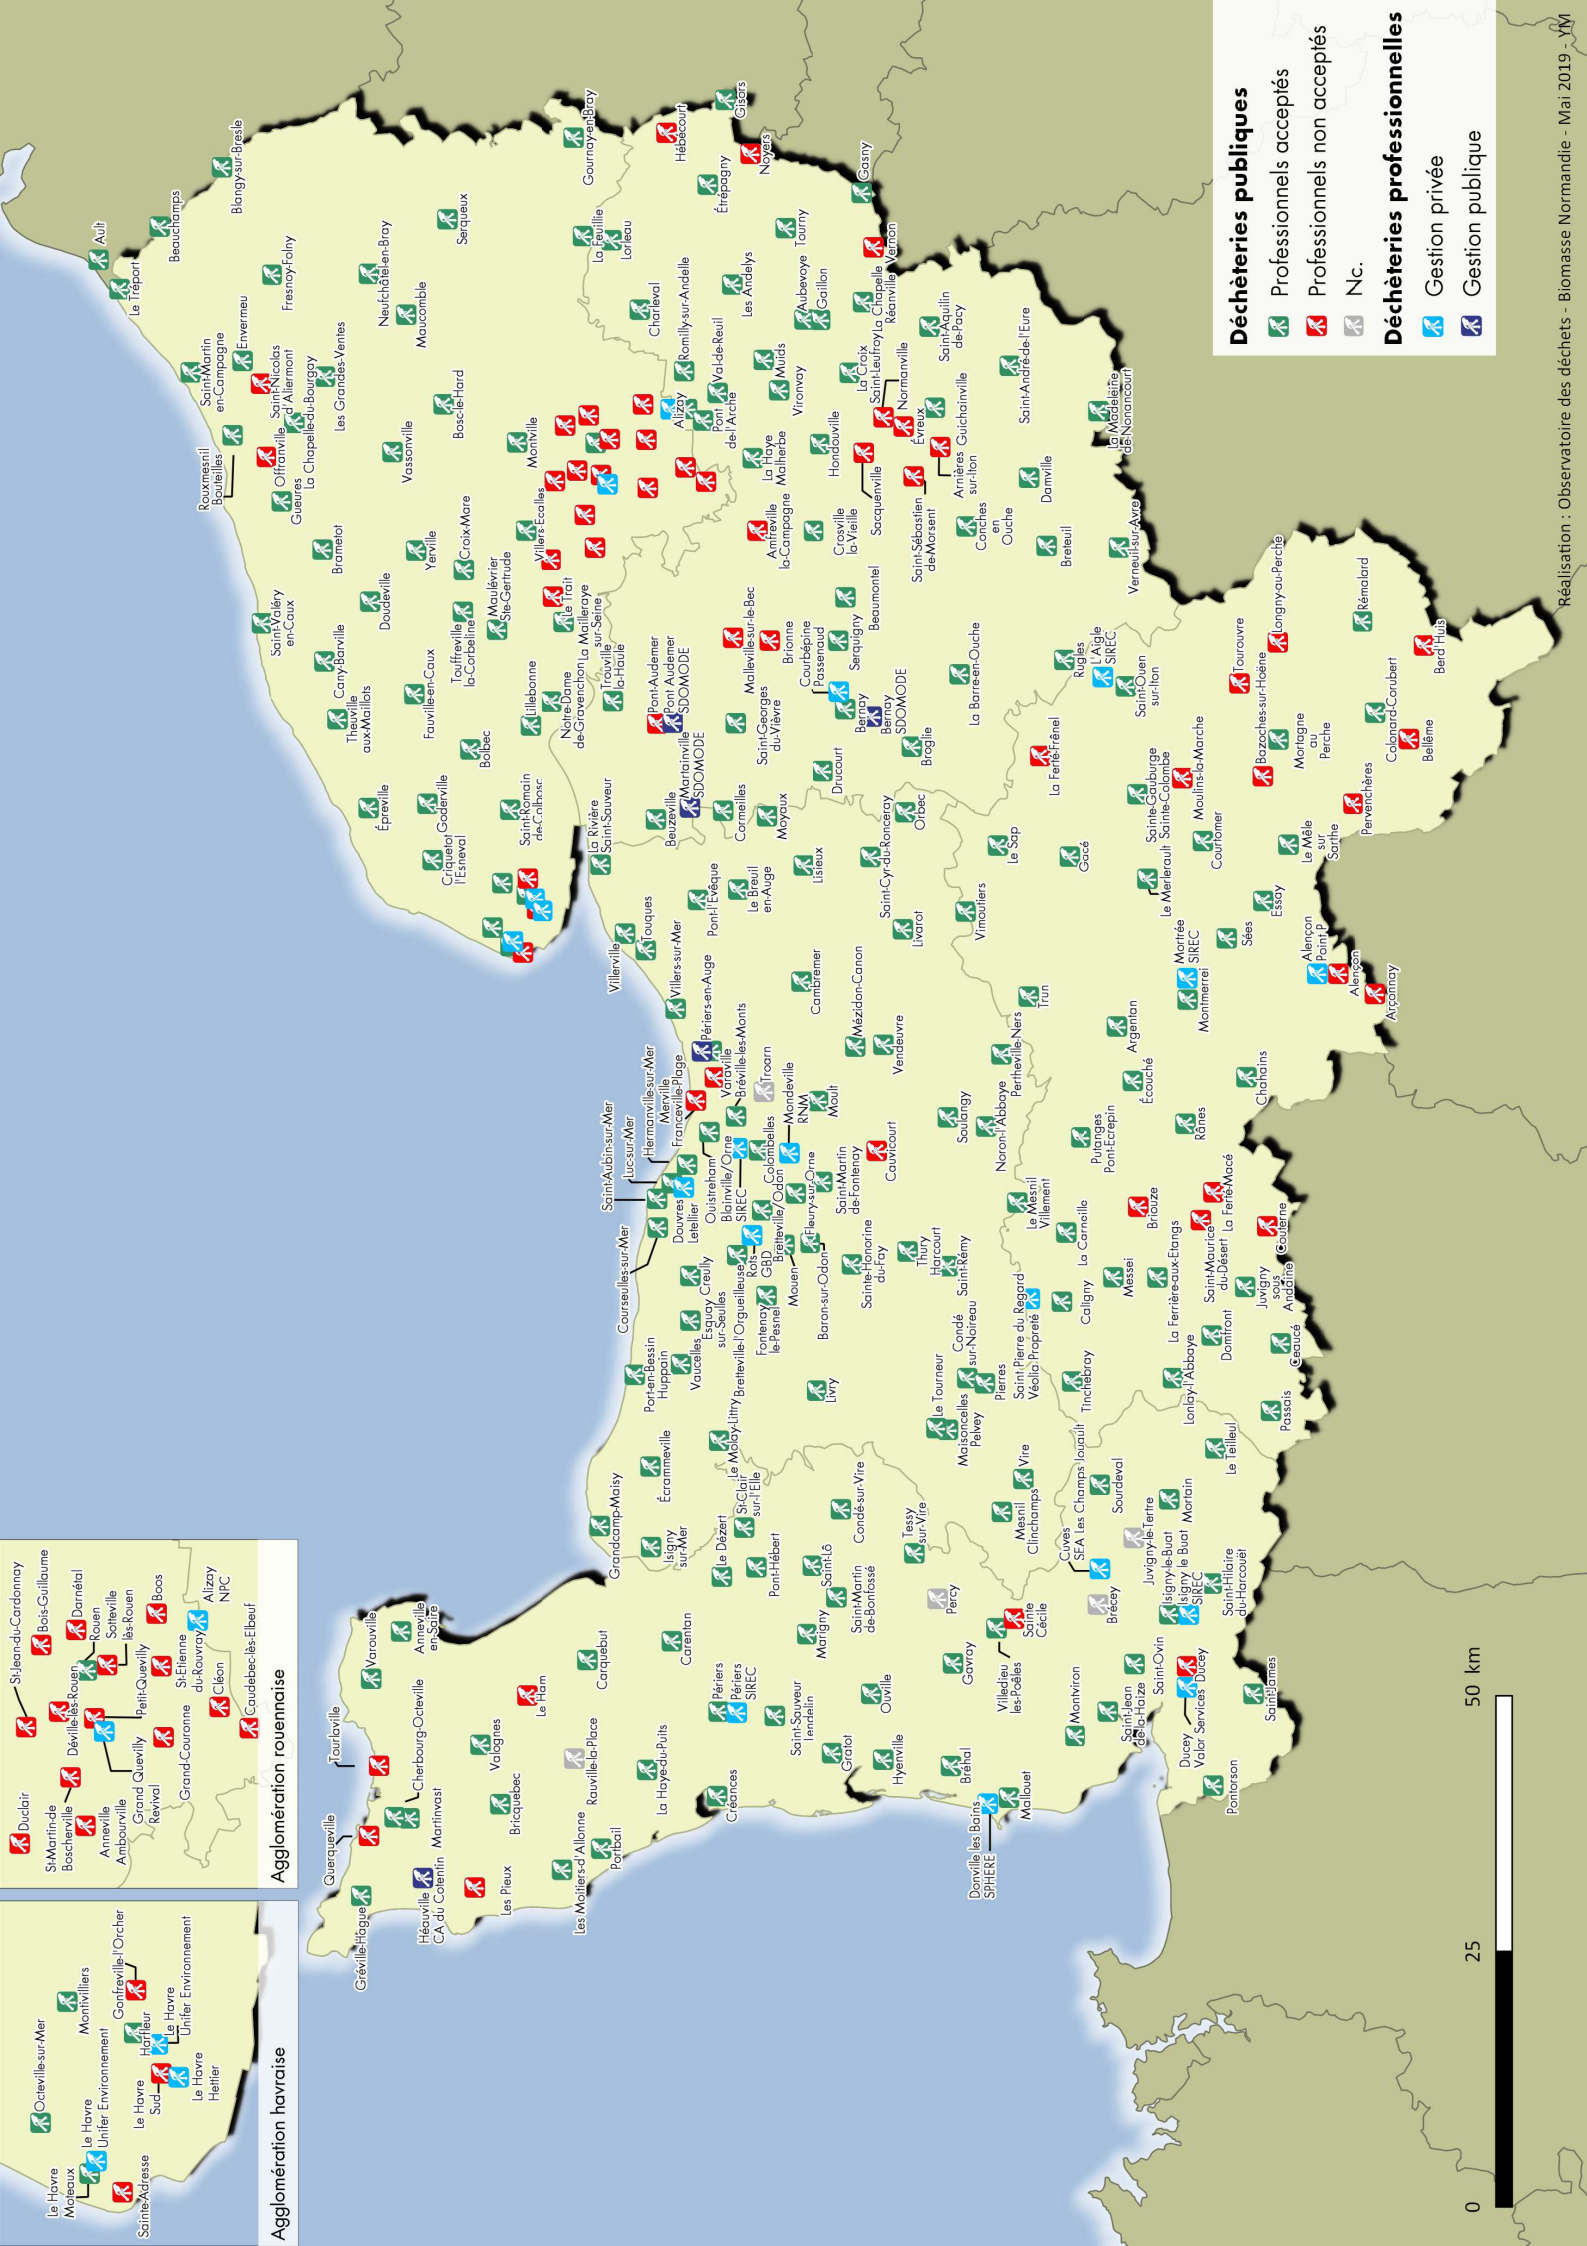 Le Havre
Moteaux
Octeville-sur-Mer
Le Havre
Unifer Environnement
Sainte-Adresse
Montivilliers
Gonfreville-l'Orcher
Harfleur
Le Havre
Unifer Environnement
Le Havre
Sud
Le Havre
Hettier
Agglomération havraise
Duclair
St-Jean-du-Cardonnay
Bois-Guillaume
Darnétal
Rouen
Sotteville
lès-Rouen
Boos
Alizay
NPC
St-Martin-de
Boscherville
Déville-lès-Rouen
Anneville
Ambourville
Petit-Quevilly
Grand Quevilly
Revival
St-Etienne
du-Rouvray
Grand-Couronne
Cléon
Caudebec-lès-Elbeuf
Agglomération rouennaise
Ault
Le Tréport
Beauchamps
Blangy-sur-Bresle
Saint-Martin
en-Campagne
Envermeu
Fresnoy-Folny
Rouxmesnil
Bouteilles
Saint-Nicolas
d'Aliermont
Offranville
La Chapelle-du-Bourgay
Gueures
Les Grandes-Ventes
Neufchâtel-en-Bray
Maucomble
Serqueux
Saint-Valéry
en-Caux
Brametot
Vassonville
Bosc-le-Hard
Gournay-en-Bray
Cany-Barville
Doudeville
Yerville
Croix-Mare
Montville
La Feuillie
Lorleau
Theuville
aux-Maillots
Fauville-en-Caux
Touffreville
la-Corbeline
Maulévrier
Ste-Gertrude
Villers-Ecalles
Le Trait
La Mailleraye
sur-Seine
Épreville
Goderville
Bolbec
Lillebonne
Notre-Dame
de-Gravenchon
Trouville
la-Haule
Criquetot
l'Esneval
Saint-Romain
de-Colbosc
La Rivière
Saint-Sauveur
Hébécourt
Gisors
Noyers
Étrépagny
Gasny
Charleval
Romilly-sur-Andelle
Les Andelys
Tourny
Vernon
Alizay
Pont
de-l'Arche
Val-de-Reuil
Muids
Vironvay
Aubevoye
Gaillon
La Chapelle
Réanville
La Croix
Saint-Leufroy
Normanville
Saint-Aquilin
de-Pacy
Saint-André-de-l'Eure
La Haye
Malherbe
Hondouville
Évreux
Guichainville
Arnières
sur-Iton
Sacquenville
Saint-Sébastien
de-Morsent
La Madeleine
de-Nonancourt
Damville
Amfreville
la-Campagne
Crosville
la-Vieille
Conches
en
Ouche
Breteuil
Verneuil-sur-Avre
Malleville-sur-le-Bec
Brionne
Courbépine
Passenaud
Serquigny
Beaumontel
Pont-Audemer
Pont Audemer
SDOMODE
Saint-Georges
du-Vièvre
Bernay
Bernay
SDOMODE
La Barre-en-Ouche
Rugles
L'Aigle
SIREC
Saint-Ouen
sur-Iton
Beuzeville
Martainville
SDOMODE
Cormeilles
Moyaux
Drucourt
Broglie
Orbec
La Ferté-Frênel
Villerville
Touques
Pont-l'Evêque
Le Breuil
en-Auge
Lisieux
Saint-Cyr-du-Ronceray
Livarot
Villers-sur-Mer
Périers-en-Auge
Cambremer
Mézidon-Canon
Vendeuvre
Varaville
Bréville-les-Monts
Troarn
Mondeville
RNM
Moult
Hermanville-sur-Mer
Merville
Franceville-Plage
Luc-sur-Mer
Saint-Aubin-sur-Mer
Courseulles-sur-Mer
Douvres
Letellier
Ouistreham
Blainville/Orne
SIREC
Colombelles
Cauvicourt
Soulangy
Noron-l'Abbaye
Pertheville-Ners
Saint-Martin
de-Fontenay
Fleury-sur-Orne
Bretteville/Odon
Rots
GBD
Mouen
Baron-sur-Odon
Sainte-Honorine
du-Fay
Thury
Harcourt
Saint-Rémy
Le Mesnil
Villement
Creully
Esquay
sur-Seulles
Bretteville-l'Orgueilleuse
Fontenay
le-Pesnel
Vaucelles
Port-en-Bessin
Huppain
Livry
Condé
sur-Noireau
Pierres
Saint Pierre du Regard
Véolia Propreté
Le Tourneur
Maisoncelles
Pelvey
Vire
Mesnil
Clinchamps
Le Molay-Littry
Écrammeville
Grandcamp-Maisy
Isigny
sur-Mer
Le Sap
Gacé
Vimoutiers
Trun
Argentan
Écouché
Putanges
Pont-Ecrepin
Rânes
Chahains
Sainte-Gauburge
Sainte-Colombe
Moulins-la-Marche
Le Merlerault
Courtomer
Le Mêle
sur
Sarthe
Essay
Sées
Mortrée
SIREC
Montmerrei
Alençon
Point P
Alençon
Arçonnay
Tourouvre
Longny-au-Perche
Bazoches-sur-Hoëne
Mortagne
au
Perche
Rémalard
Berd'Huis
Colonard-Corubert
Bellême
Pervenchères
La Carneille
Briouze
La Ferté-Macé
Saint-Maurice
du-Désert
Couterne
Messei
Caligny
La Ferrière-aux-Etangs
Juvigny
sous
Andaine
Domfront
Ceaucé
Lonlay-l'Abbaye
Tinchebray
Passais
Le Teilleul
St-Clair
sur-l'Elle
Le Dézert
Pont-Hébert
Saint-Lô
Condé-sur-Vire
Saint-Martin
de-Bonfossé
Marigny
Tessy
sur-Vire
Percy
Carentan
Carquebut
Anneville
en-Saire
Varouville
Tourlaville
Querqueville
Gréville-Hague
Cherbourg-Octeville
Martinvast
Héauville
CA du Cotentin
Valognes
Le Ham
Bricquebec
Les Pieux
Rauville-la-Place
Les Moitiers-d'Allonne
Portbail
La Haye-du-Puits
Périers
Périers
SIREC
Saint-Sauveur
Lendelin
Créances
Gratot
Ouville
Hyenville
Gavray
Bréhal
Villedieu
les-Poêles
Sainte
Cécile
Donville les Bains
SPHERE
Mallouet
Montviron
Saint-Jean
de-la-Haize
Saint-Ovin
Ducey
Ducey
Valor Services
Pontorson
Saint-James
Brécey
Cuves
SEA Les Champs Jouault
Sourdeval
Juvigny-le-Tertre
Mortain
Isigny-le-Buat
Isigny le Buat
SIREC
Saint-Hilaire
du-Harcouët
Déchèteries publiques
Professionnels acceptés
Professionnels non acceptés
Nc.
Déchèteries professionnelles
Gestion privée
Gestion publique
0
25
50 km
Réalisation : Observatoire des déchets - Biomasse Normandie - Mai 2019 - YM